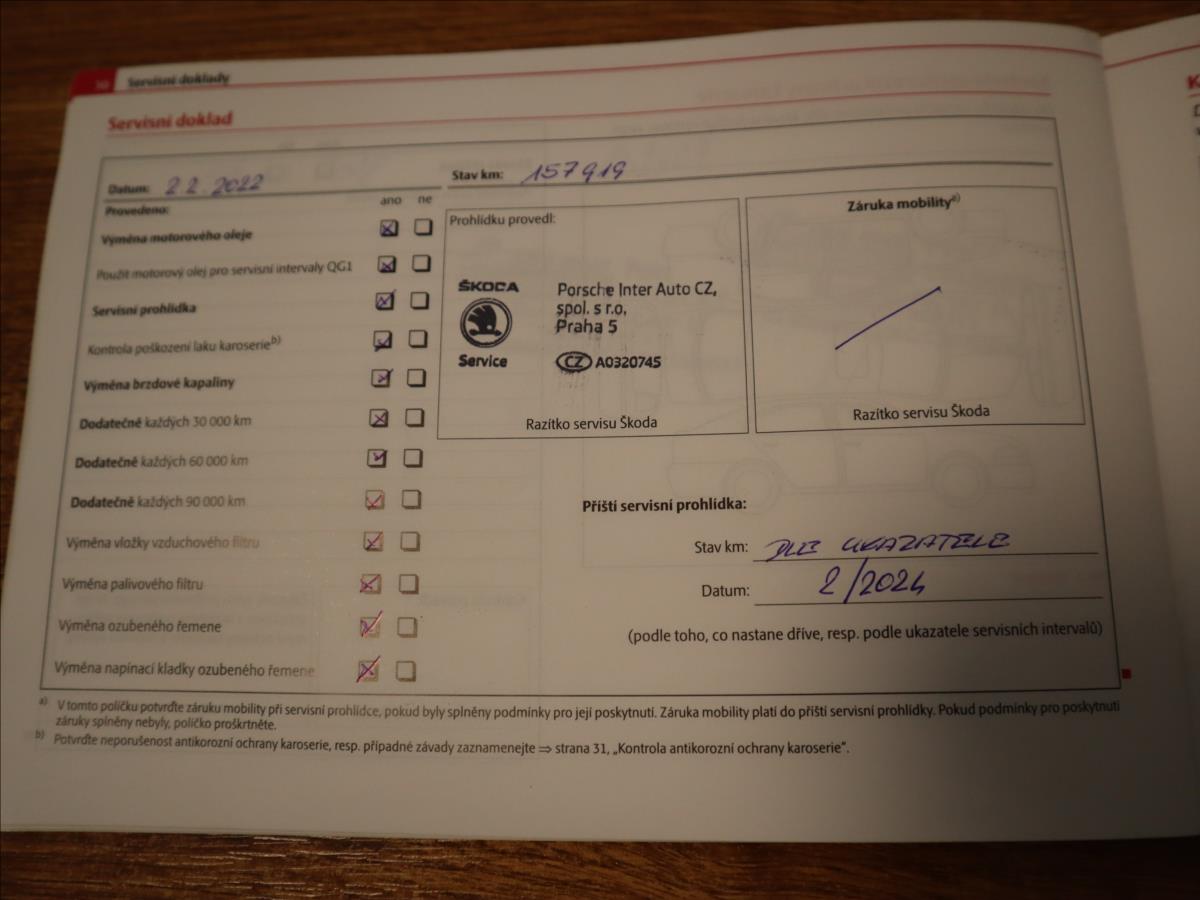 30 Servisní doklady
Servisní doklad
Datum: 2 2. 2022
Stav km: 157919
Provedeno:
ano ne
Výměna motorového oleje
Použit motorový olej pro servisní intervaly QG1
Servisní prohlídka
Kontrola poškození laku karoserie b)
Výměna brzdové kapaliny
Dodatečně každých 30 000 km
Dodatečně každých 60 000 km
Dodatečně každých 90 000 km
Výměna vložky vzduchového filtru
Výměna palivového filtru
Výměna ozubeného řemene
Výměna napínací kladky ozubeného řemene
Prohlídku provedl:
ŠKODA
Service
Porsche Inter Auto CZ,
spol. s r.o,
Praha 5
CZ A0320745
Razítko servisu Škoda
Záruka mobility a)
Razítko servisu Škoda
Příští servisní prohlídka:
Stav km: DLE UKAZATELE
Datum: 2/2024
(podle toho, co nastane dříve, resp. podle ukazatele servisních intervalů)
a) V tomto políčku potvrďte záruku mobility při servisní prohlídce, pokud byly splněny podmínky pro její poskytnutí. Záruka mobility platí do příští servisní prohlídky. Pokud podmínky pro poskytnutí
záruky splněny nebyly, políčko proškrtněte.
b) Potvrďte neporušenost antikorozní ochrany karoserie, resp. případné závady zaznamenejte ⇒ strana 31, „Kontrola antikorozní ochrany karoserie“.